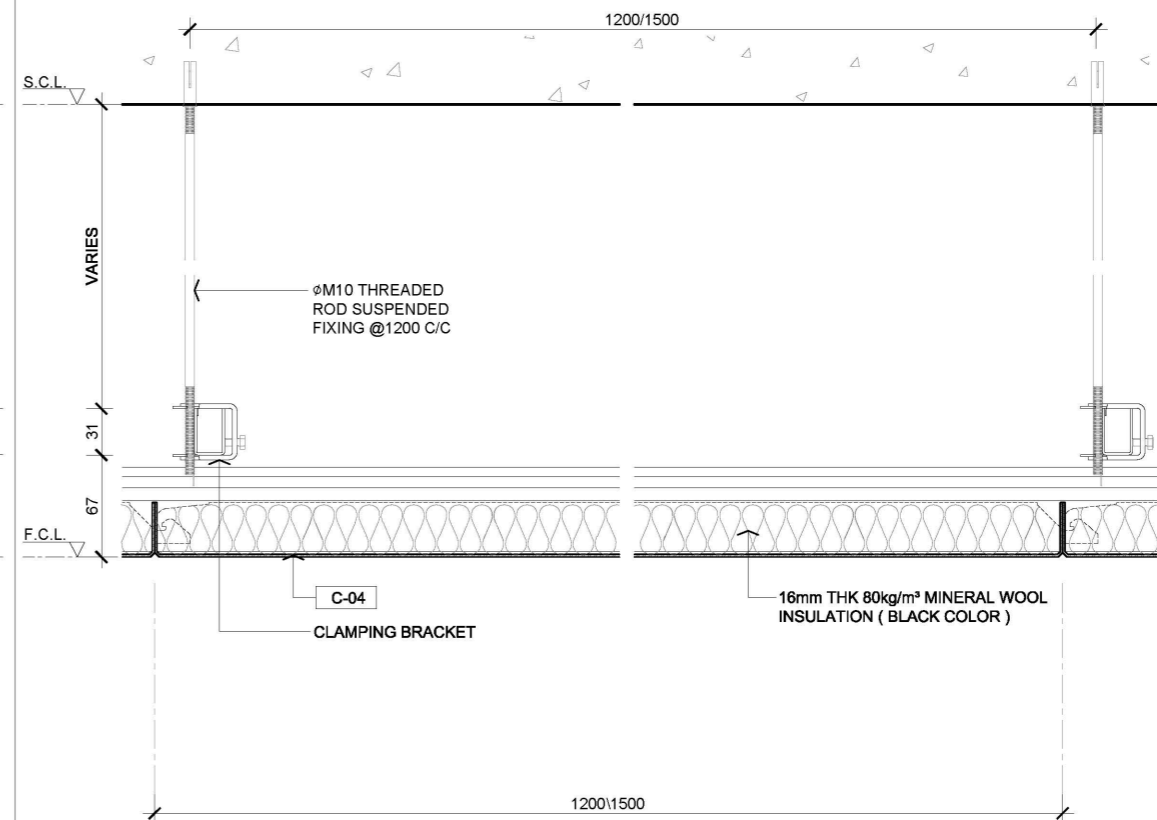 1200/1500
S.C.L.
VARIES
φM10 THREADED
ROD SUSPENDED
FIXING @1200 C/C
31
67
F.C.L.
C-04
CLAMPING BRACKET
16mm THK 80kg/m³ MINERAL WOOL
INSULATION ( BLACK COLOR )
1200\1500